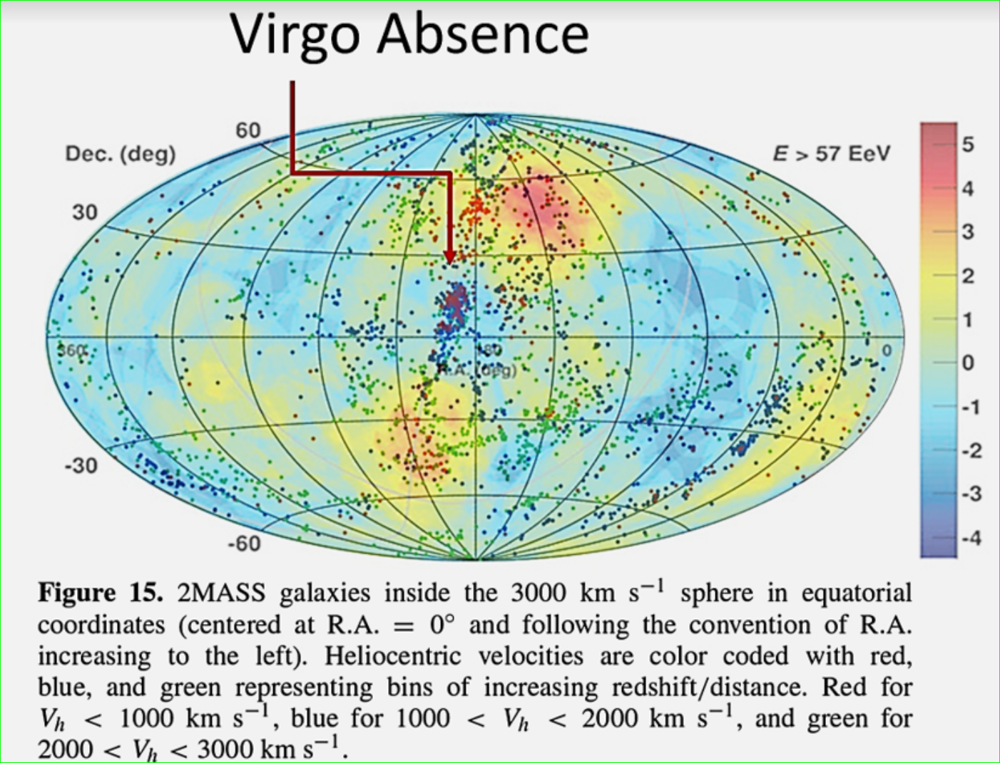 Virgo Absence
60
Dec. (deg)
E > 57 EeV
5
4
30
3
2
1
360
180
0
0
R.A. (deg)
-1
-2
-30
-3
-60
-4
Figure 15. 2MASS galaxies inside the 3000 km s⁻¹ sphere in equatorial
coordinates (centered at R.A. = 0° and following the convention of R.A.
increasing to the left). Heliocentric velocities are color coded with red,
blue, and green representing bins of increasing redshift/distance. Red for
Vₕ < 1000 km s⁻¹, blue for 1000 < Vₕ < 2000 km s⁻¹, and green for
2000 < Vₕ < 3000 km s⁻¹.